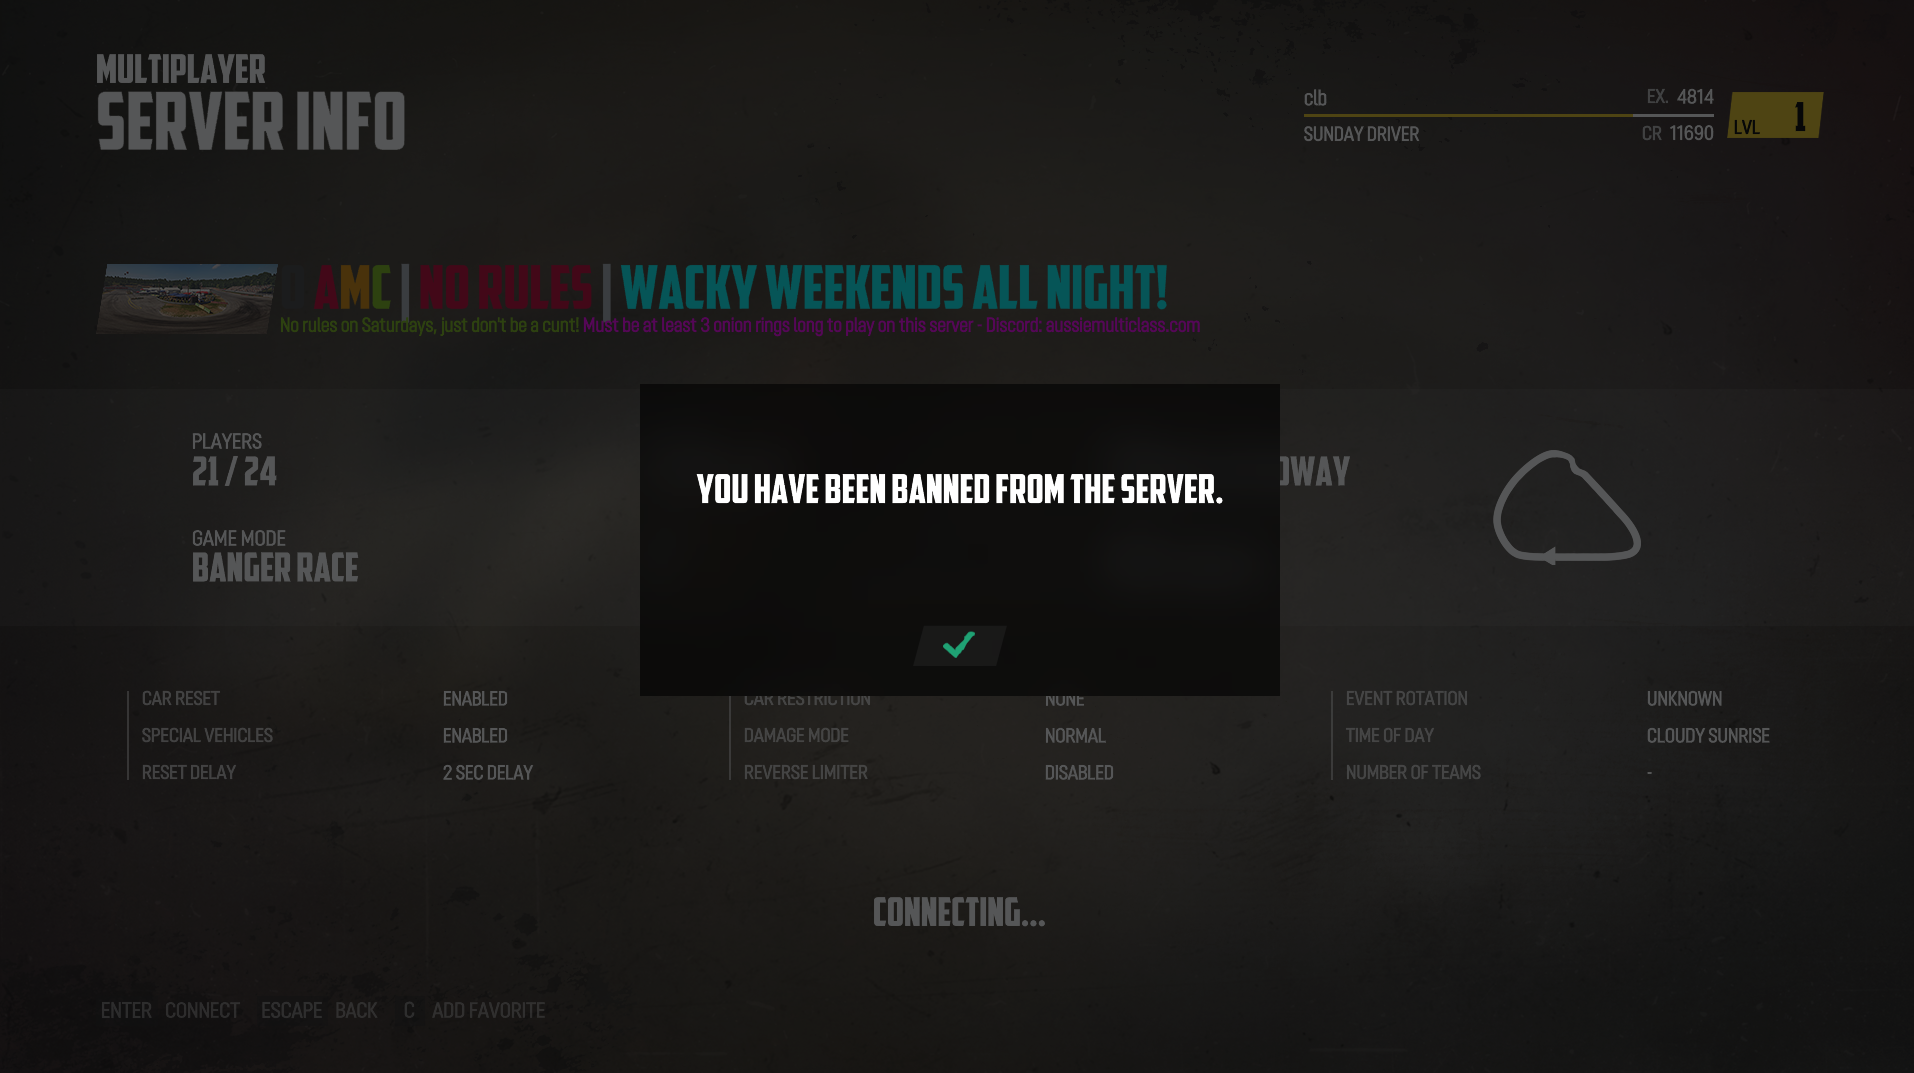 MULTIPLAYER
SERVER INFO
clb
EX. 4814
SUNDAY DRIVER
CR 11690
LVL 1
AMC | NO RULES | WACKY WEEKENDS ALL NIGHT!
No rules on Saturdays, just don't be a cunt! Must be at least 3 onion rings long to play on this server - Discord: aussiemulticlass.com
PLAYERS
21 / 24
GAME MODE
BANGER RACE
YOU HAVE BEEN BANNED FROM THE SERVER.
CAR RESET ENABLED
SPECIAL VEHICLES ENABLED
RESET DELAY 2 SEC DELAY
CAR RESTRICTION NONE
DAMAGE MODE NORMAL
REVERSE LIMITER DISABLED
EVENT ROTATION UNKNOWN
TIME OF DAY CLOUDY SUNRISE
NUMBER OF TEAMS -
CONNECTING...
ENTER CONNECT ESCAPE BACK C ADD FAVORITE